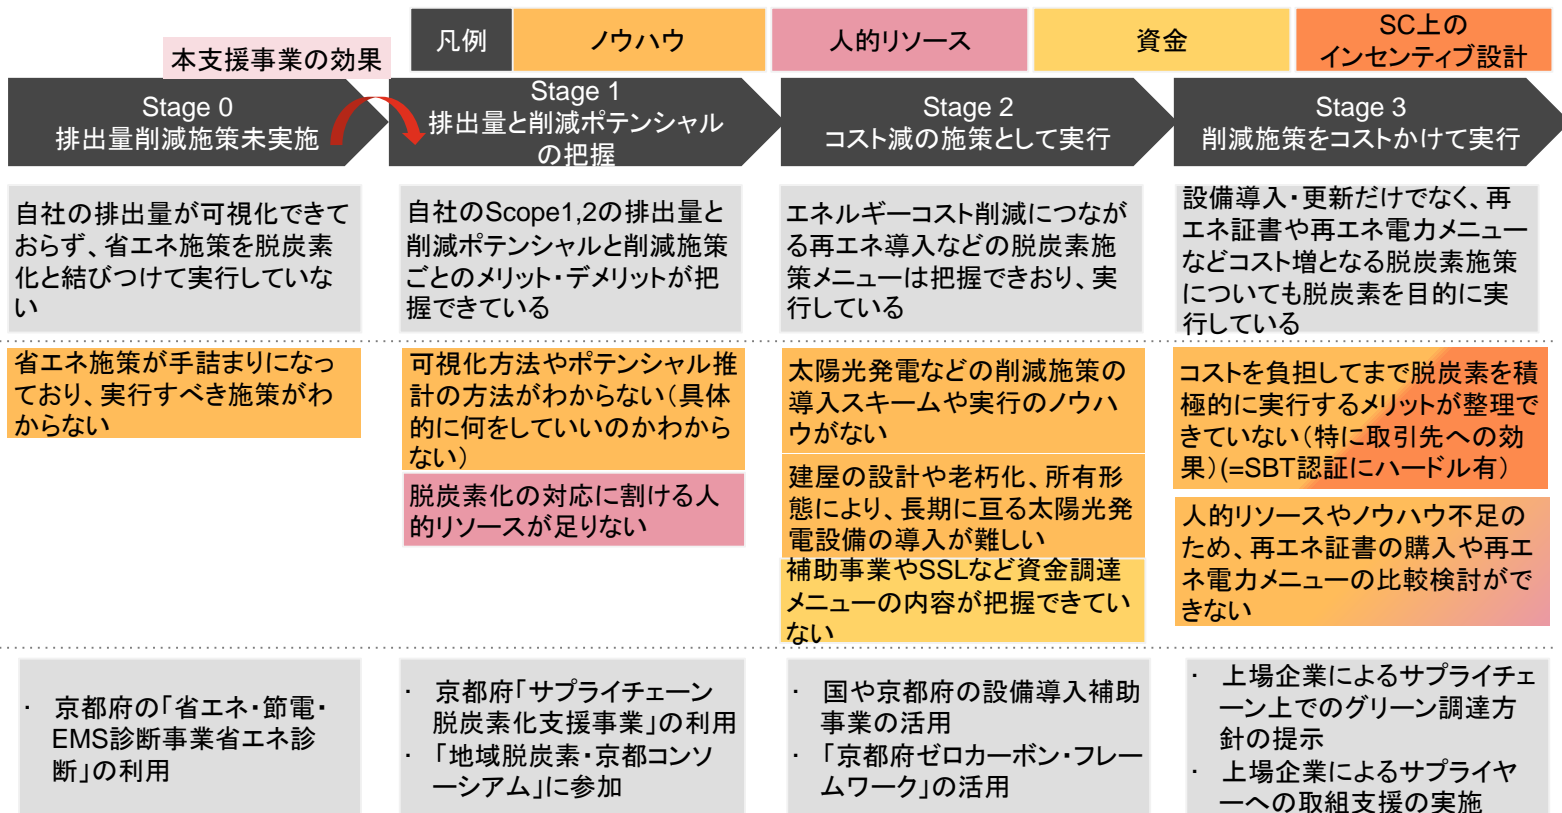 凡例
ノウハウ
人的リソース
資金
SC上の
インセンティブ設計
本支援事業の効果
Stage 0
排出量削減施策未実施
Stage 1
排出量と削減ポテンシャル
の把握
Stage 2
コスト減の施策として実行
Stage 3
削減施策をコストかけて実行
自社の排出量が可視化できて
おらず、省エネ施策を脱炭素
化と結びつけて実行していな
い
自社のScope1,2の排出量と
削減ポテンシャルと削減施策
ごとのメリット・デメリットが把
握できている
エネルギーコスト削減につなが
る再エネ導入などの脱炭素施
策メニューは把握できおり、実
行している
設備導入・更新だけでなく、再
エネ証書や再エネ電力メニュー
などコスト増となる脱炭素施策
についても脱炭素を目的に実
行している
省エネ施策が手詰まりになっ
ており、実行すべき施策がわ
からない
可視化方法やポテンシャル推
計の方法がわからない（具体
的に何をしていいのかわから
ない）
脱炭素化の対応に割ける人
的リソースが足りない
太陽光発電などの削減施策の
導入スキームや実行のノウハ
ウがない
建屋の設計や老朽化、所有形
態により、長期に亘る太陽光発
電設備の導入が難しい
補助事業やSSLなど資金調達
メニューの内容が把握できてい
ない
コストを負担してまで脱炭素を積
極的に実行するメリットが整理で
きていない（特に取引先への効
果）(=SBT認証にハードル有）
人的リソースやノウハウ不足の
ため、再エネ証書の購入や再エ
ネ電力メニューの比較検討がで
きない
・ 京都府の「省エネ・節電・
EMS診断事業省エネ診
断」の利用
・ 京都府「サプライチェーン
脱炭素化支援事業」の利用
・ 「地域脱炭素・京都コンソ
ーシアム」に参加
・ 国や京都府の設備導入補助
事業の活用
・ 「京都府ゼロカーボン・フレー
ムワーク」の活用
・ 上場企業によるサプライチェ
ーン上でのグリーン調達方
針の提示
・ 上場企業によるサプライヤ
ーへの取組支援の実施